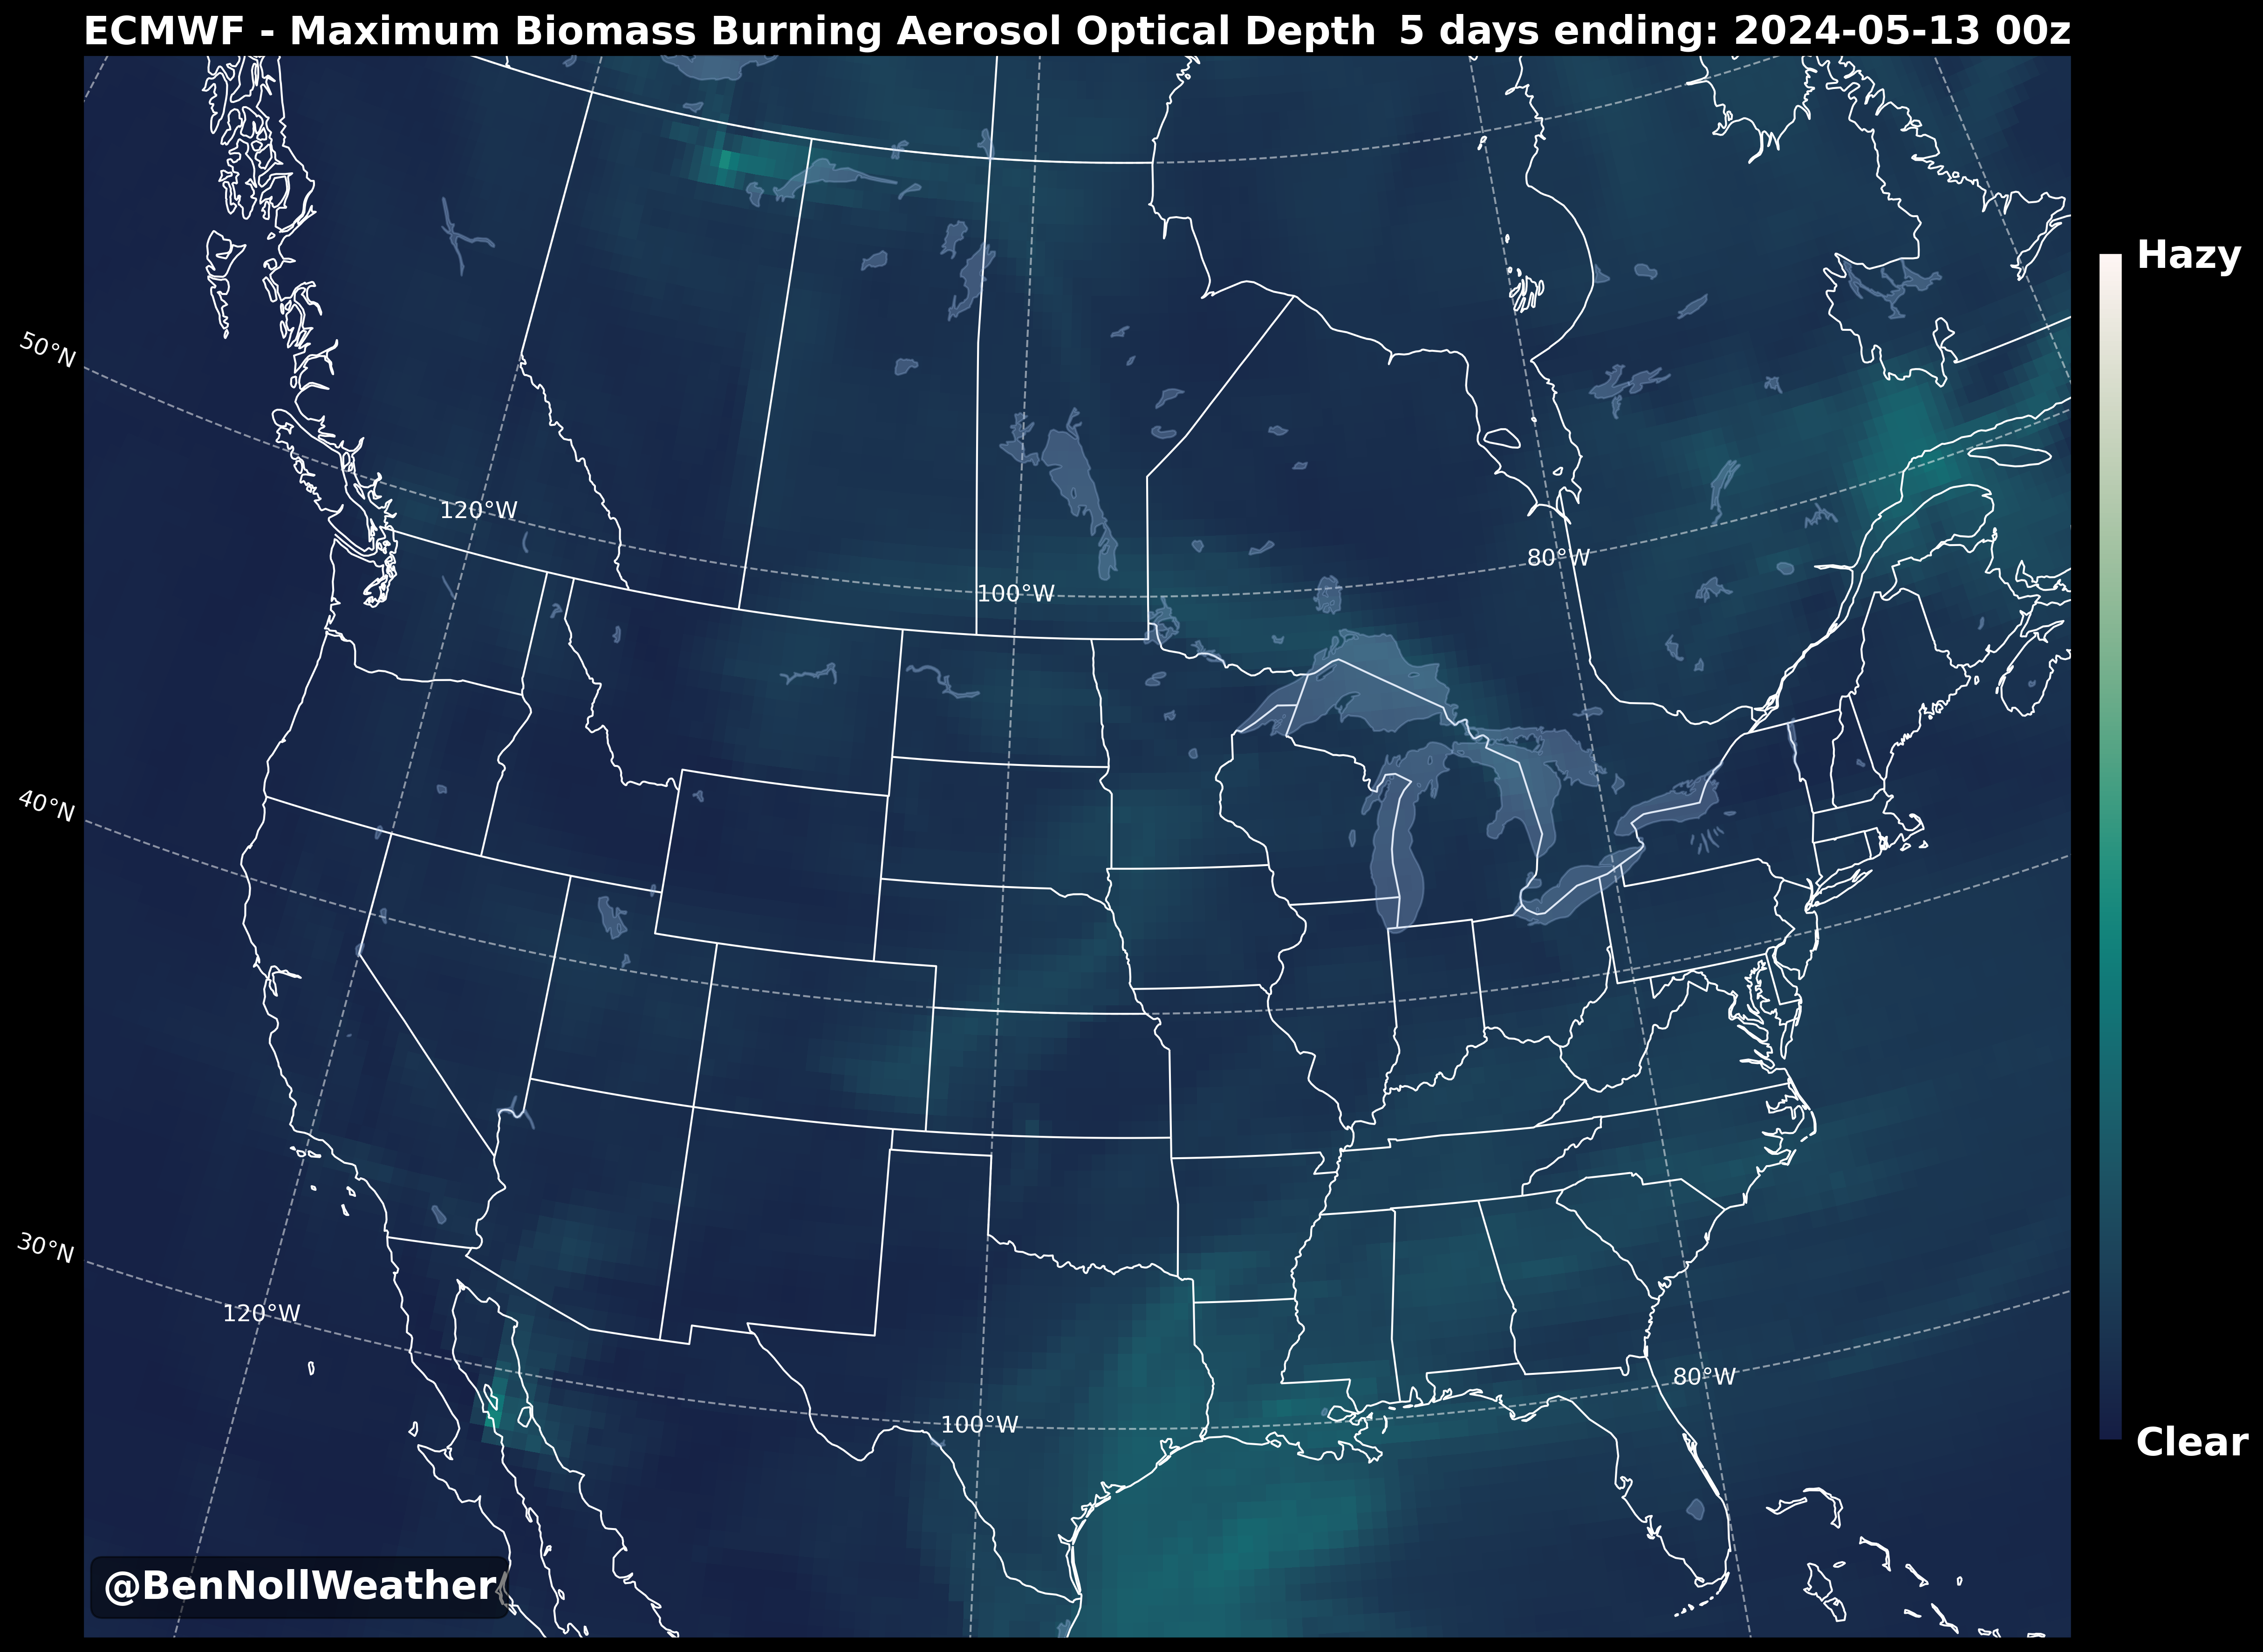 ECMWF - Maximum Biomass Burning Aerosol Optical Depth 5 days ending: 2024-05-13 00z
Hazy
50°N
120°W
80°W
100°W
40°N
30°N
120°W
80°W
100°W
Clear
@BenNollWeather